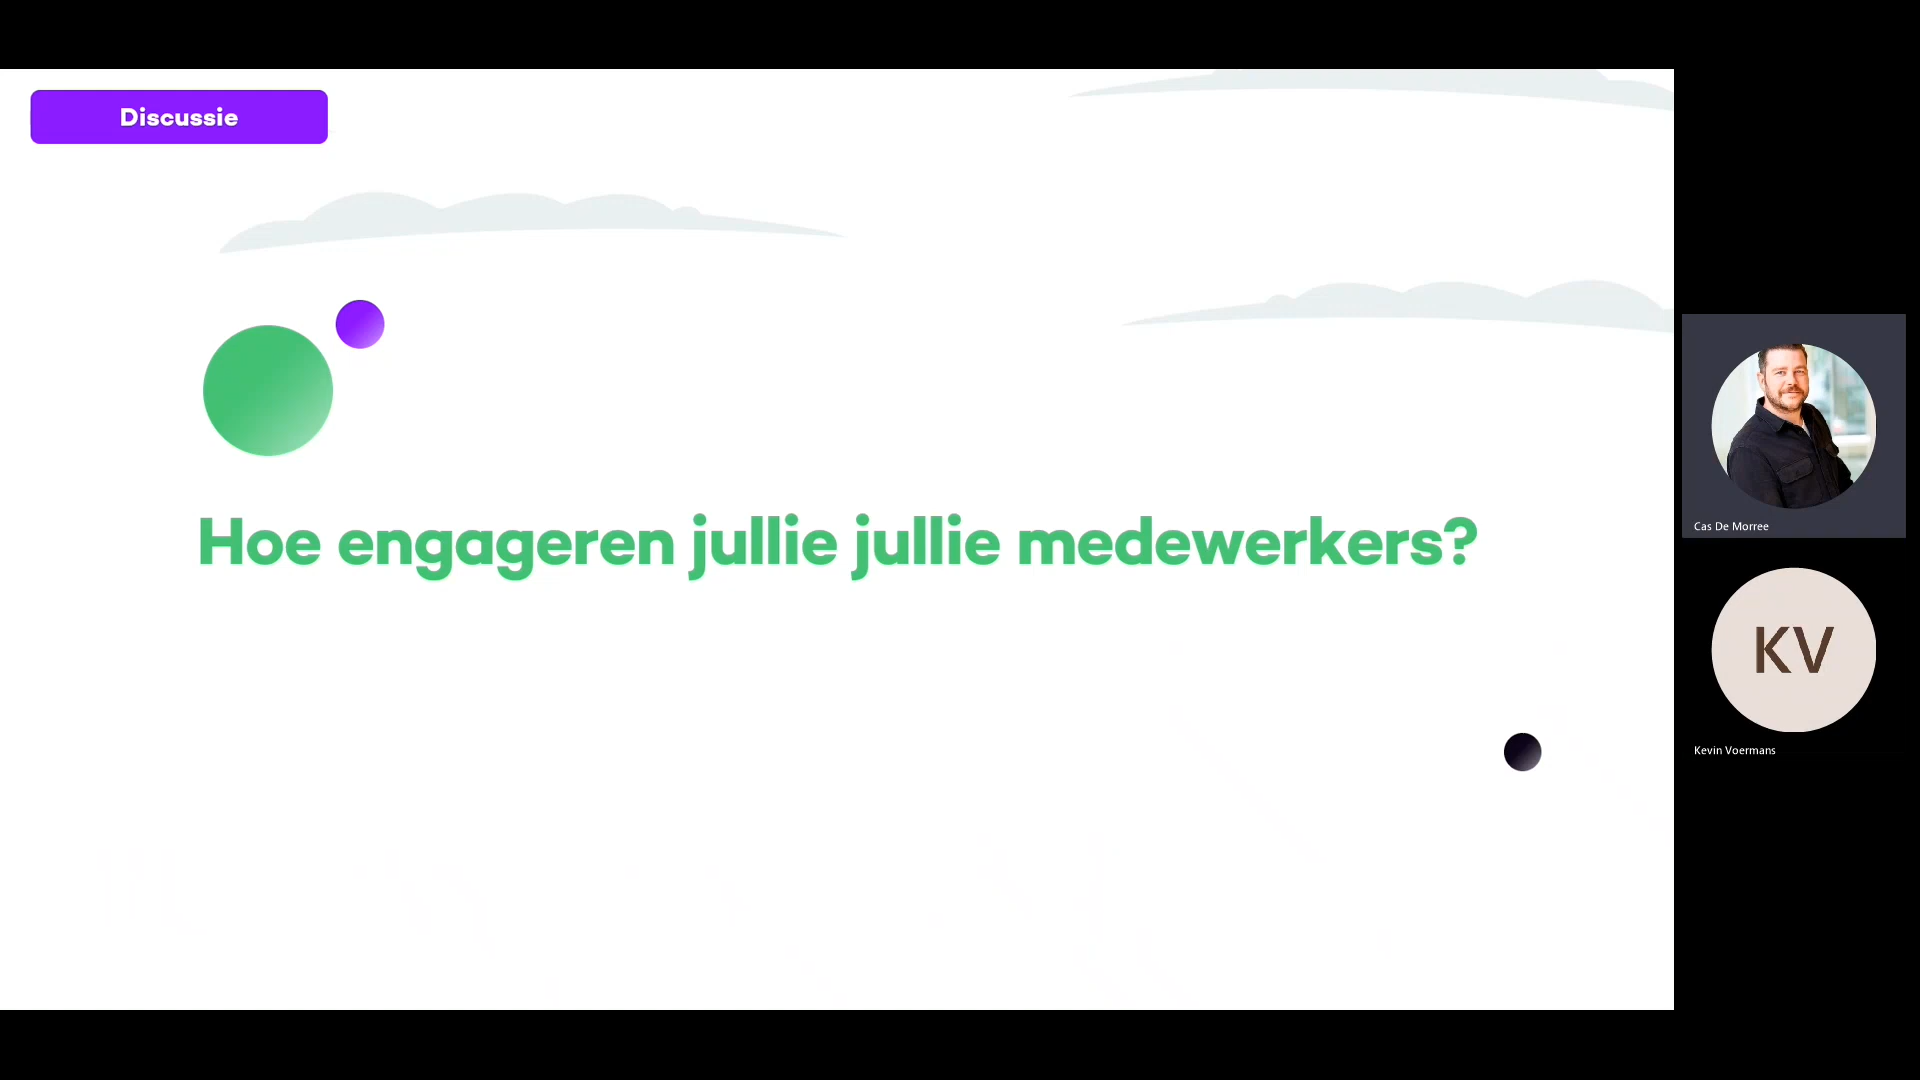 Discussie
Hoe engageren jullie jullie medewerkers?
Cas De Morree
KV
Kevin Voermans